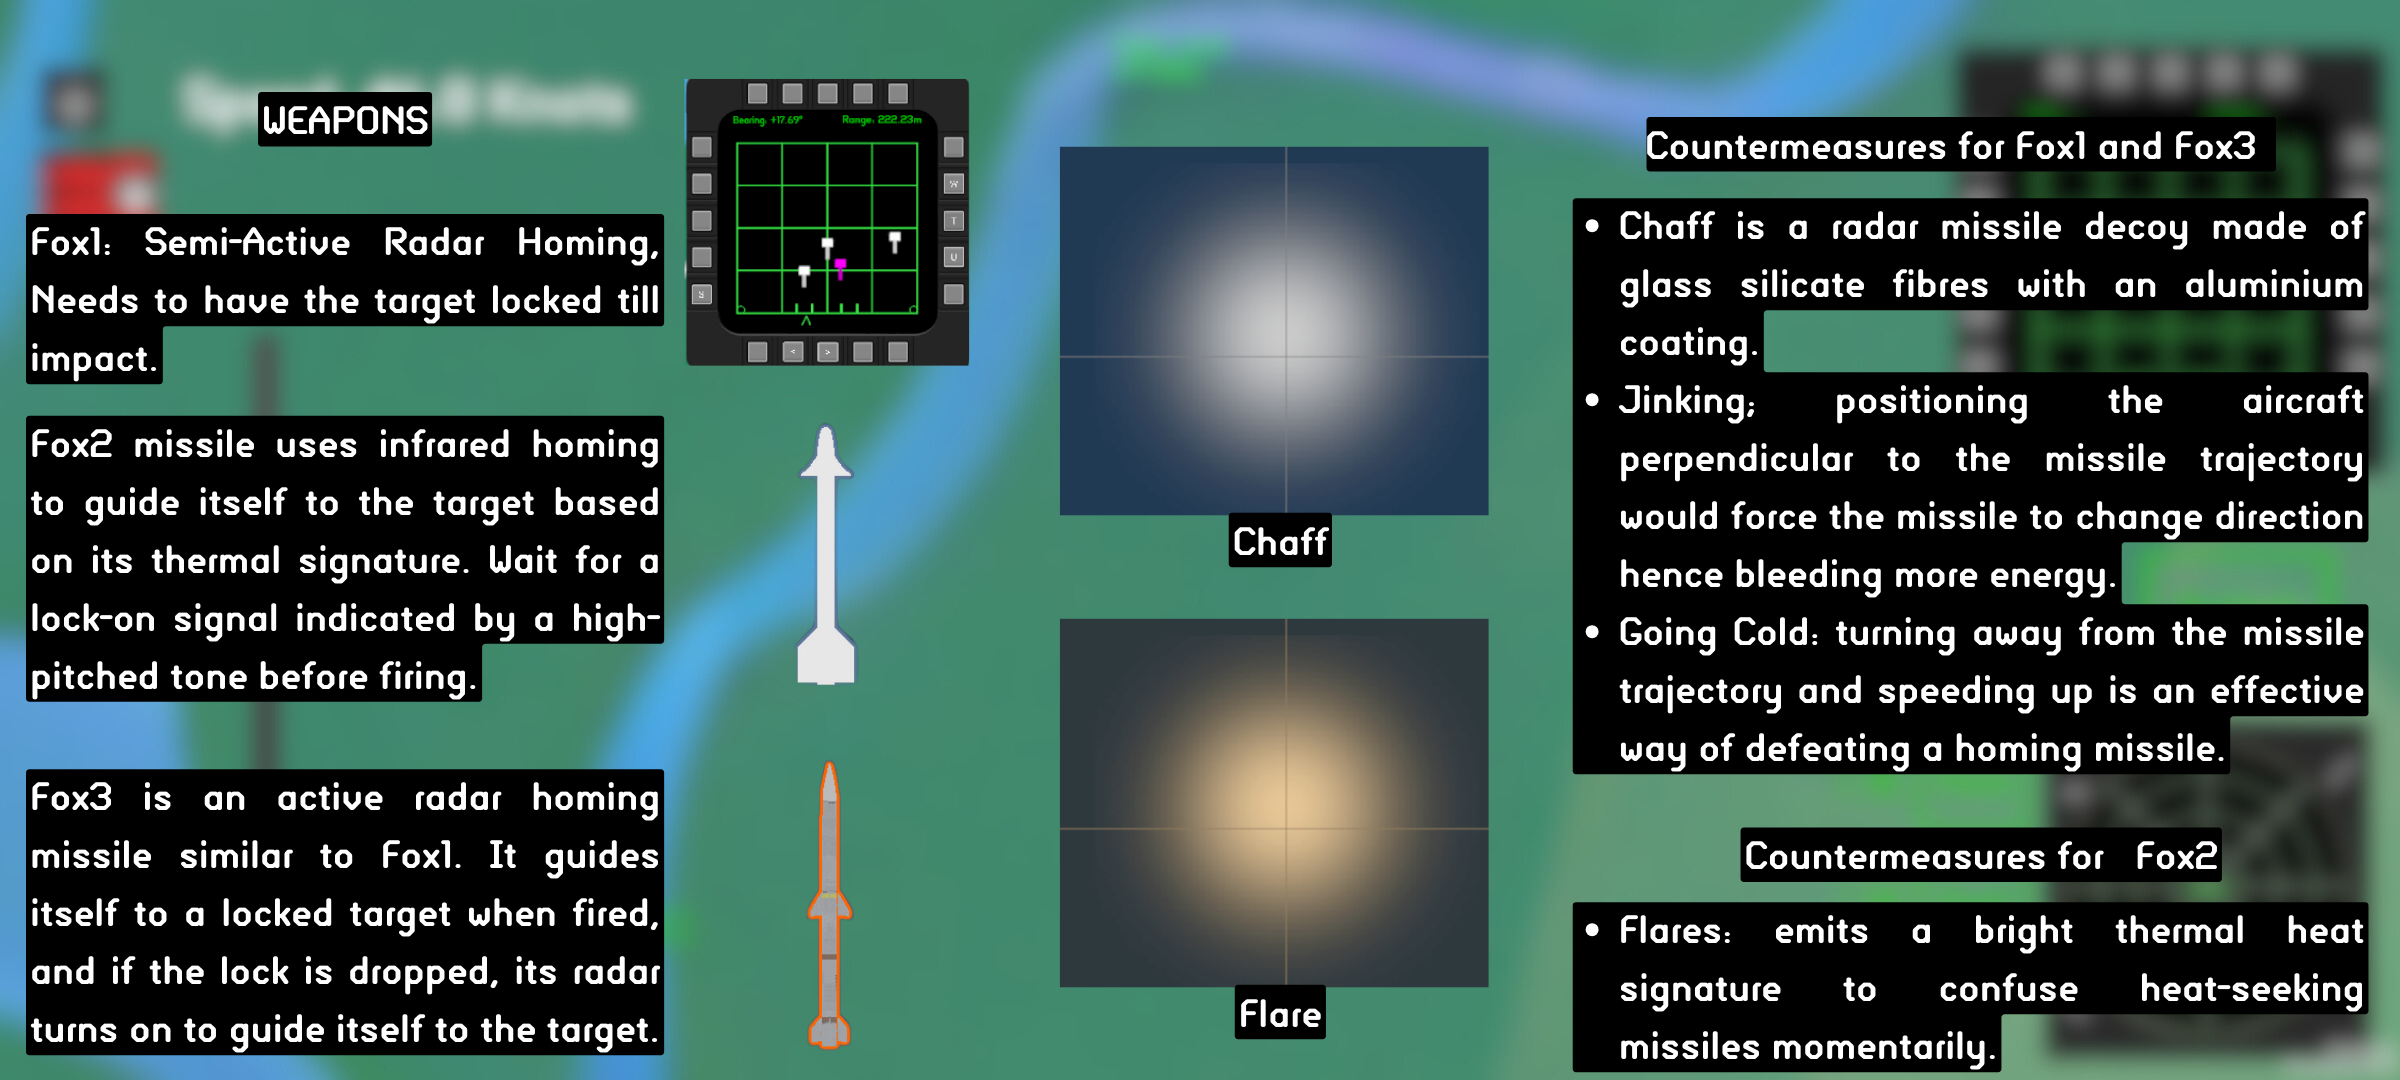 WEAPONS
Fox1: Semi-Active Radar Homing,
Needs to have the target locked till
impact.
Fox2 missile uses infrared homing
to guide itself to the target based
on its thermal signature. Wait for a
lock-on signal indicated by a high-
pitched tone before firing.
Fox3 is an active radar homing
missile similar to Fox1. It guides
itself to a locked target when fired,
and if the lock is dropped, its radar
turns on to guide itself to the target.
Bearing: +17.69° Range: 222.23m
W
T
U
S
< >
Chaff
Flare
Countermeasures for Fox1 and Fox3
• Chaff is a radar missile decoy made of
glass silicate fibres with an aluminium
coating.
• Jinking; positioning the aircraft
perpendicular to the missile trajectory
would force the missile to change direction
hence bleeding more energy.
• Going Cold: turning away from the missile
trajectory and speeding up is an effective
way of defeating a homing missile.
Countermeasures for Fox2
• Flares: emits a bright thermal heat
signature to confuse heat-seeking
missiles momentarily.